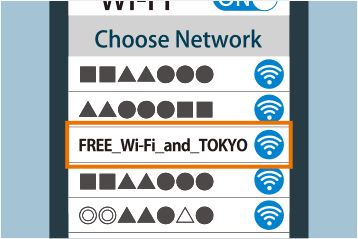 Wi-Fi
ON
Choose Network
■■▲▲●●●
▲▲●●●■■
FREE_Wi-Fi_and_TOKYO
■■▲▲●●●
◎◎▲▲●△●